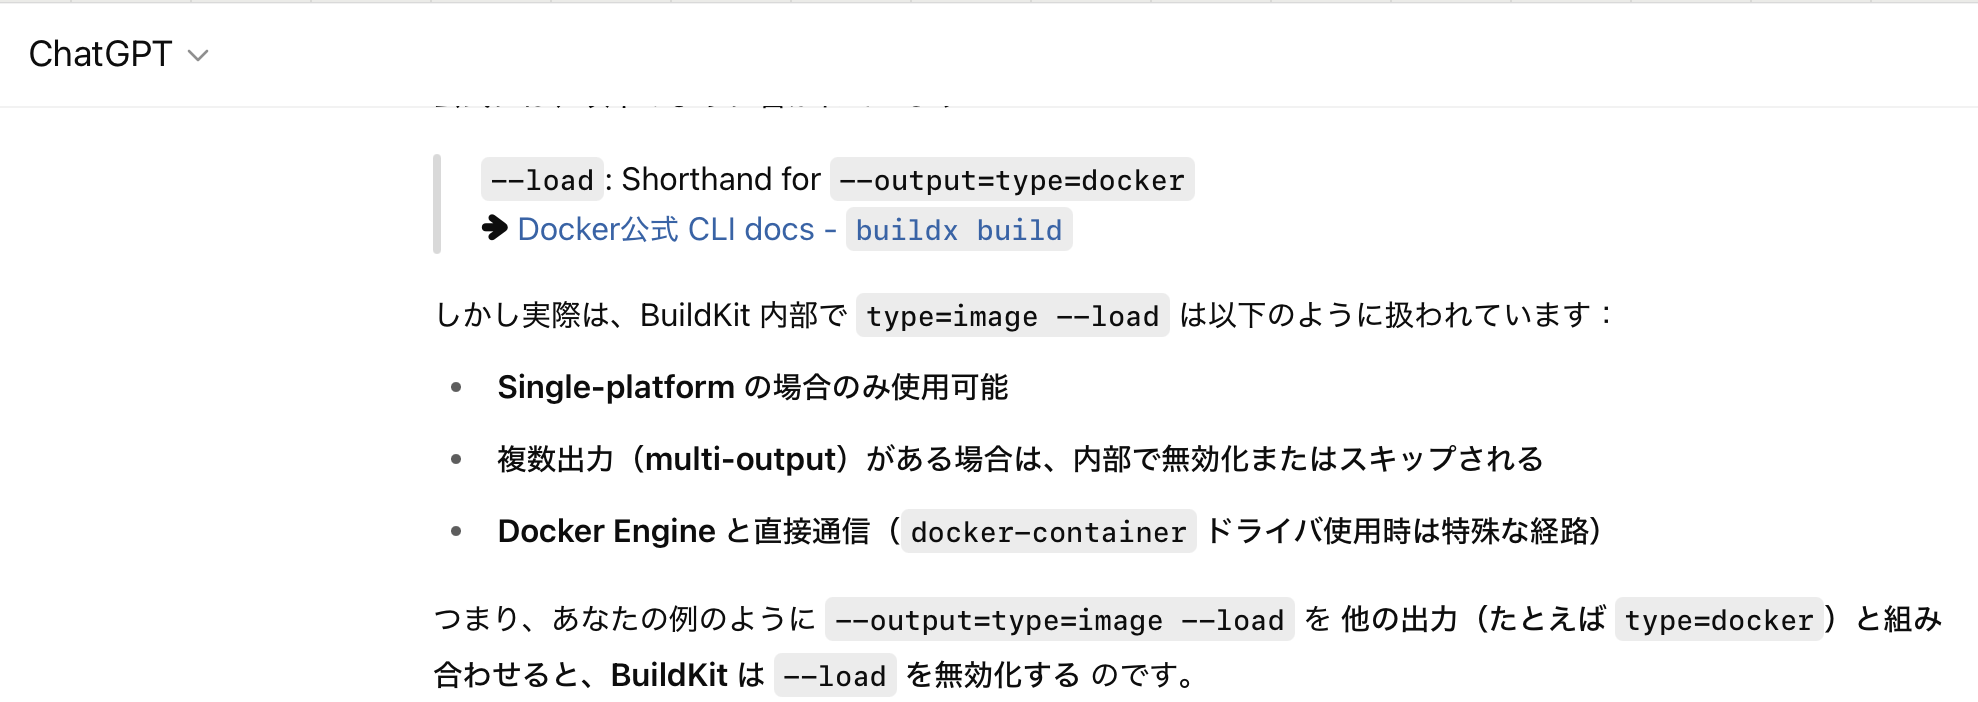 ChatGPT
--load: Shorthand for --output=type=docker
➔ Docker公式 CLI docs - buildx build
しかし実際は、BuildKit 内部で type=image --load は以下のように扱われています：
• Single-platform の場合のみ使用可能
• 複数出力（multi-output）がある場合は、内部で無効化またはスキップされる
• Docker Engine と直接通信（docker-container ドライバ使用時は特殊な経路）
つまり、あなたの例のように --output=type=image --load を 他の出力（たとえば type=docker）と組み
合わせると、BuildKit は --load を無効化する のです。